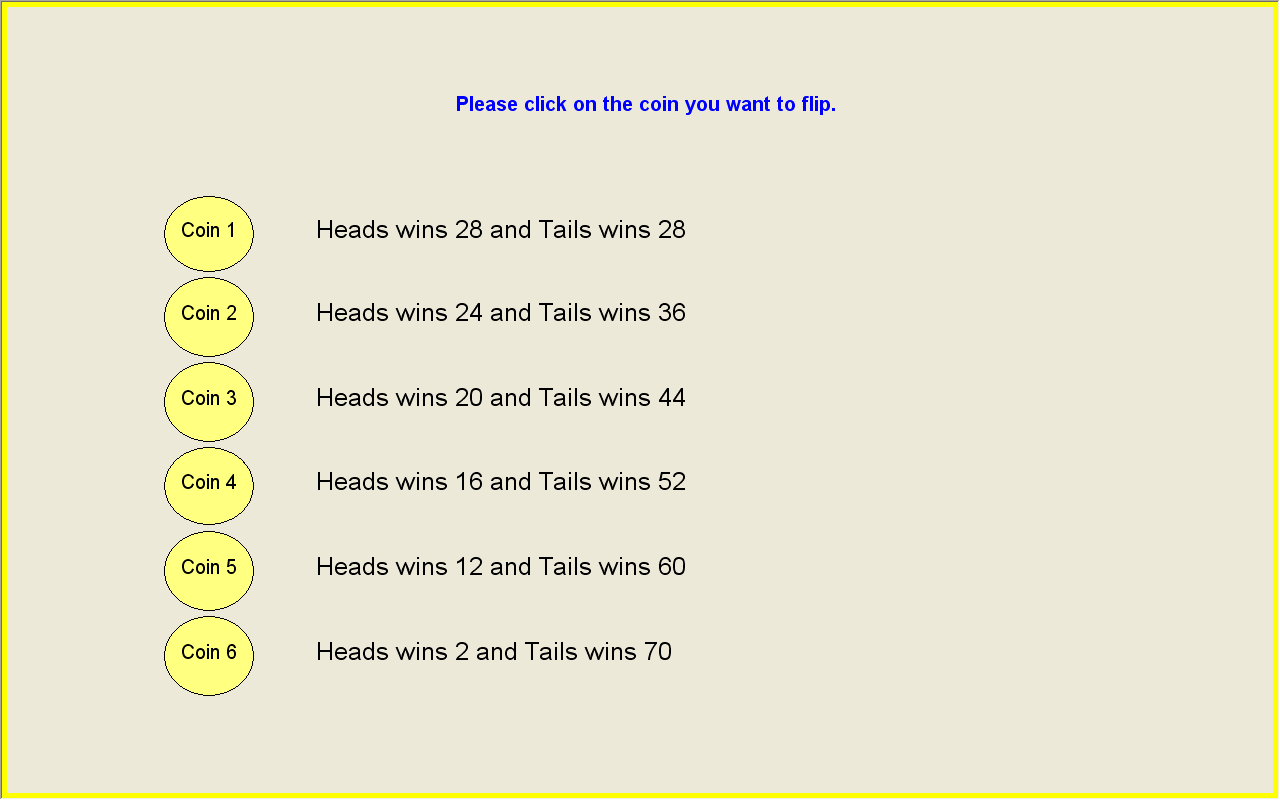 Please click on the coin you want to flip.
Coin 1 Heads wins 28 and Tails wins 28
Coin 2 Heads wins 24 and Tails wins 36
Coin 3 Heads wins 20 and Tails wins 44
Coin 4 Heads wins 16 and Tails wins 52
Coin 5 Heads wins 12 and Tails wins 60
Coin 6 Heads wins 2 and Tails wins 70